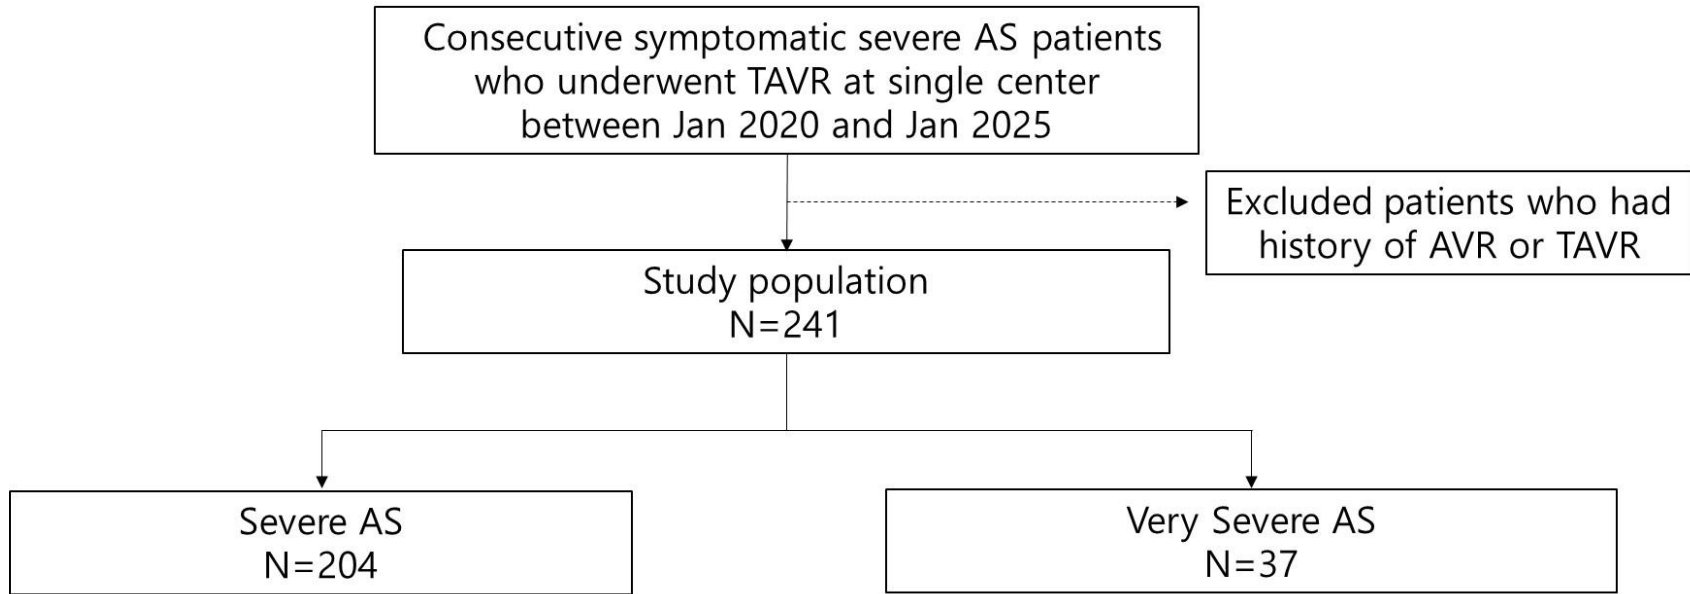 Consecutive symptomatic severe AS patients
who underwent TAVR at single center
between Jan 2020 and Jan 2025
Excluded patients who had
history of AVR or TAVR
Study population
N=241
Severe AS
N=204
Very Severe AS
N=37